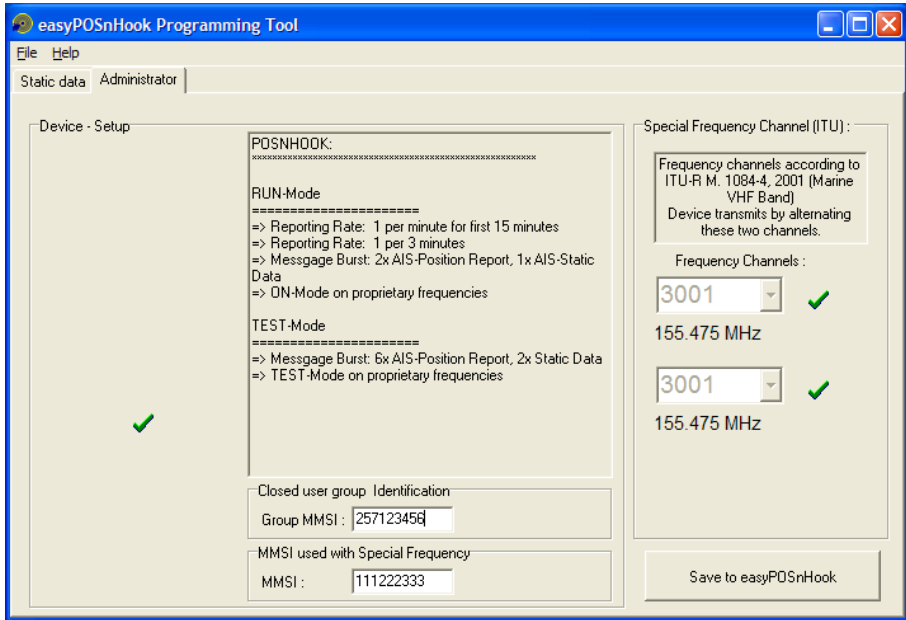 easyPOSnHook Programming Tool
File Help
Static data Administrator
Device - Setup
POSNHOOK:
xxxxxxxxxxxxxxxxxxxxxxxxxxxxxxxxxxxxxxxxxxxxxxxxxxxxxxxxx
RUN-Mode
======================
=> Reporting Rate: 1 per minute for first 15 minutes
=> Reporting Rate: 1 per 3 minutes
=> Messgage Burst: 2x AIS-Position Report, 1x AIS-Static
Data
=> ON-Mode on proprietary frequencies
TEST-Mode
======================
=> Messgage Burst: 6x AIS-Position Report, 2x Static Data
=> TEST-Mode on proprietary frequencies
Closed user group Identification
Group MMSI : 257123456
MMSI used with Special Frequency
MMSI : 111222333
Special Frequency Channel (ITU) :
Frequency channels according to
ITU-R M. 1084-4, 2001 (Marine
VHF Band)
Device transmits by alternating
these two channels.
Frequency Channels :
3001
155.475 MHz
3001
155.475 MHz
Save to easyPOSnHook